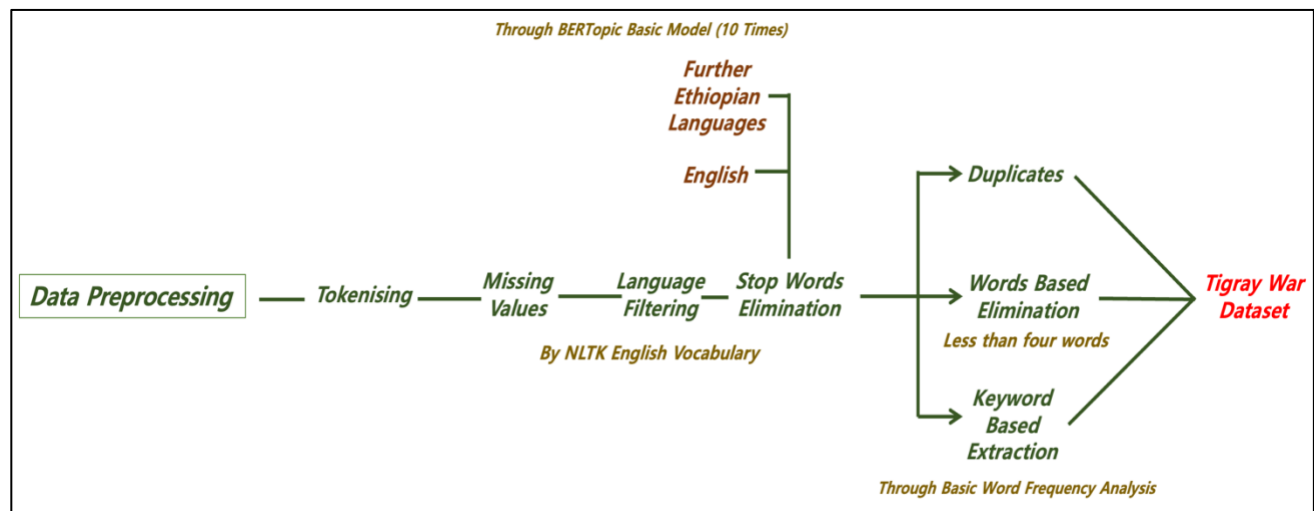 Through BERTopic Basic Model (10 Times)
Further
Ethiopian
Languages
English
Data Preprocessing
Tokenising
Missing
Values
Language
Filtering
By NLTK English Vocabulary
Stop Words
Elimination
Duplicates
Words Based
Elimination
Less than four words
Keyword
Based
Extraction
Through Basic Word Frequency Analysis
Tigray War
Dataset